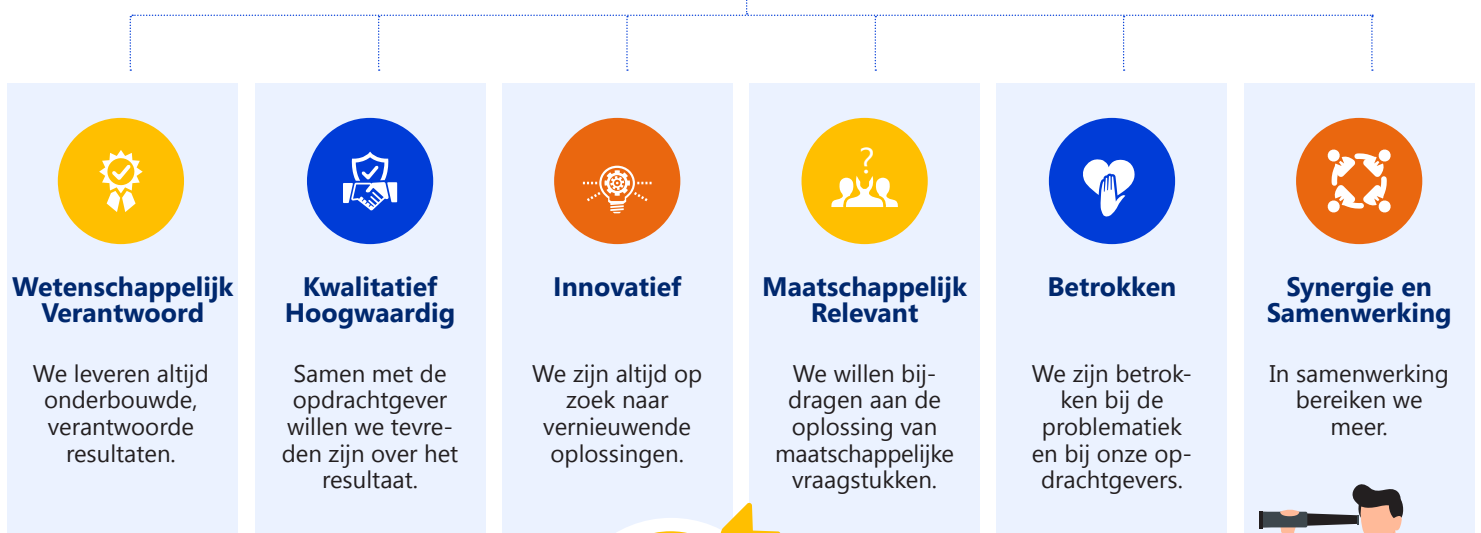 Wetenschappelijk
Verantwoord
We leveren altijd
onderbouwde,
verantwoorde
resultaten.
Kwalitatief
Hoogwaardig
Samen met de
opdrachtgever
willen we tevre-
den zijn over het
resultaat.
Innovatief
We zijn altijd op
zoek naar
vernieuwende
oplossingen.
Maatschappelijk
Relevant
We willen bij-
dragen aan de
oplossing van
maatschappelijke
vraagstukken.
Betrokken
We zijn betrok-
ken bij de
problematiek
en bij onze op-
drachtgevers.
Synergie en
Samenwerking
In samenwerking
bereiken we
meer.